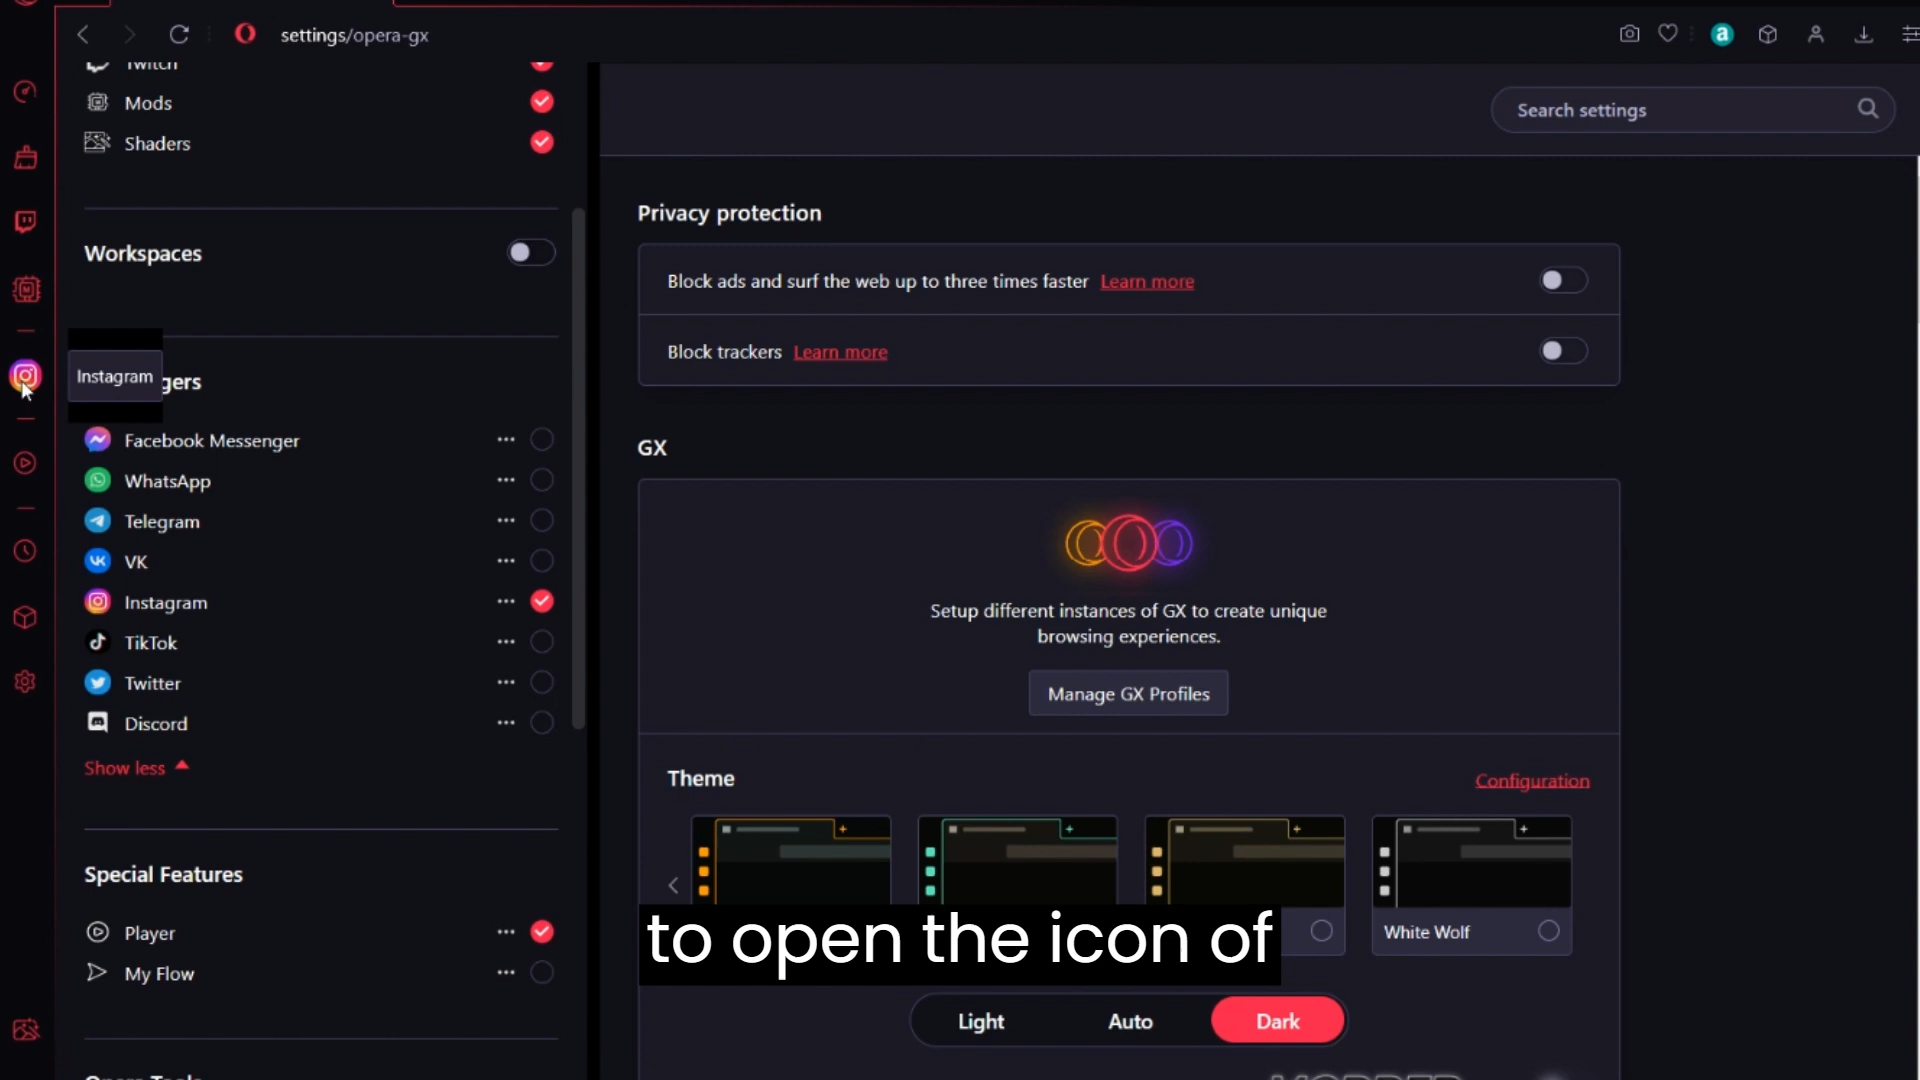 settings/opera-gx
Twitch
Mods
Shaders
Search settings
Workspaces
Privacy protection
Block ads and surf the web up to three times faster Learn more
Block trackers Learn more
Instagram
gers
Facebook Messenger
WhatsApp
Telegram
VK
Instagram
TikTok
Twitter
Discord
Show less
GX
Setup different instances of GX to create unique
browsing experiences.
Manage GX Profiles
Theme
Configuration
White Wolf
to open the icon of
Special Features
Player
My Flow
Light
Auto
Dark